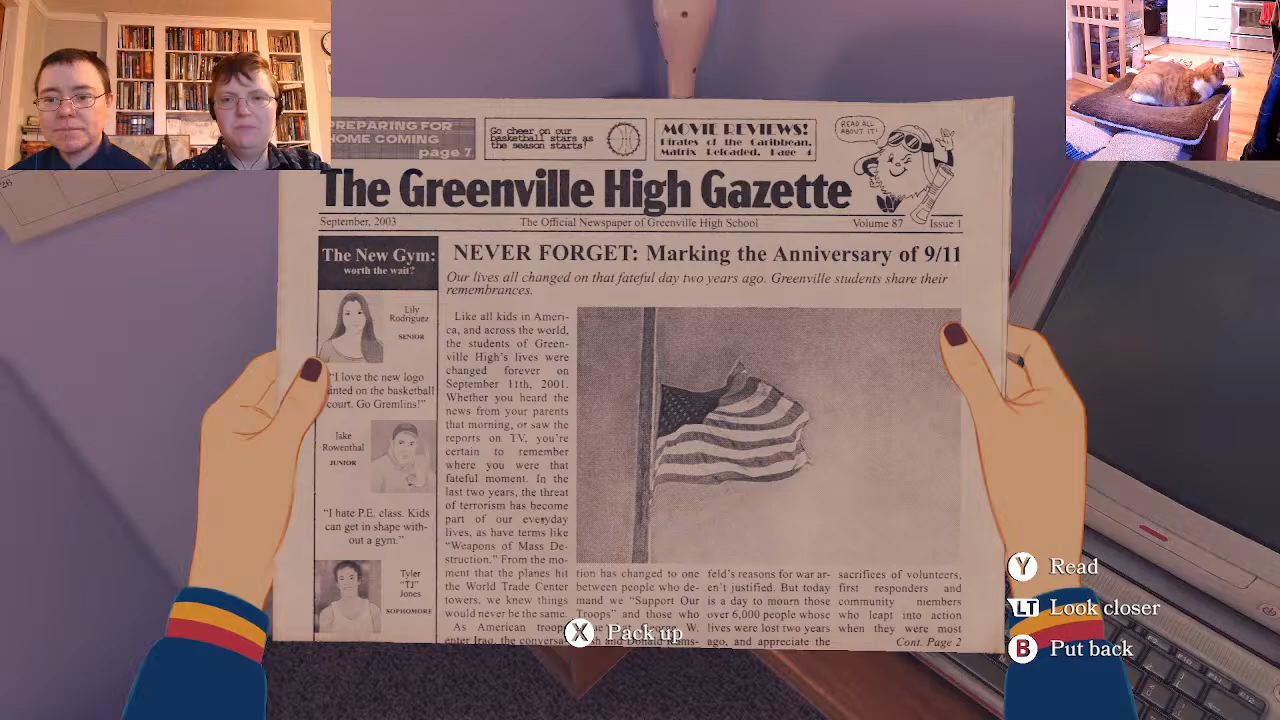 PREPARING FOR
HOME COMING
page 7
Go cheer on our
basketball stars as
the season starts!
MOVIE REVIEWS!
Pirates of the Caribbean.
Matrix Reloaded. Page 4
READ ALL
ABOUT IT!
The Greenville High Gazette
September, 2003
The Official Newspaper of Greenville High School
Volume 87
Issue 1
The New Gym:
worth the wait?
Lily
Rodriguez
SENIOR
"I love the new logo
anted on the basketball
court. Go Gremlins!"
Jake
Rowenthal
JUNIOR
"I hate P.E. class. Kids
can get in shape with-
out a gym."
Tyler
"TJ"
Jones
SOPHOMORE
NEVER FORGET: Marking the Anniversary of 9/11
Our lives all changed on that fateful day two years ago. Greenville students share their
remembrances.
Like all kids in Ameri-
ca, and across the world,
the students of Green-
ville High's lives were
changed forever on
September 11th, 2001.
Whether you heard the
news from your parents
that morning, or saw the
reports on TV, you're
certain to remember
where you were that
fateful moment. In the
last two years, the threat
of terrorism has become
part of our everyday
lives, as have terms like
"Weapons of Mass De-
struction." From the mo-
ment that the planes hit
the World Trade Center
towers, we knew things
would never be the same.
As American troops
enter Iraq, the conversa-
tion has changed to one
between people who de-
mand we "Support Our
Troops" and those who
W.
sh and Donald Rums-
feld's reasons for war ar-
en't justified. But today
is a day to mourn those
over 6,000 people whose
lives were lost two years
ago, and appreciate the
sacrifices of volunteers,
first responders and
community members
who leapt into action
when they were most
Cont. Page 2
Y Read
LT Look closer
X Pack up
B Put back
26